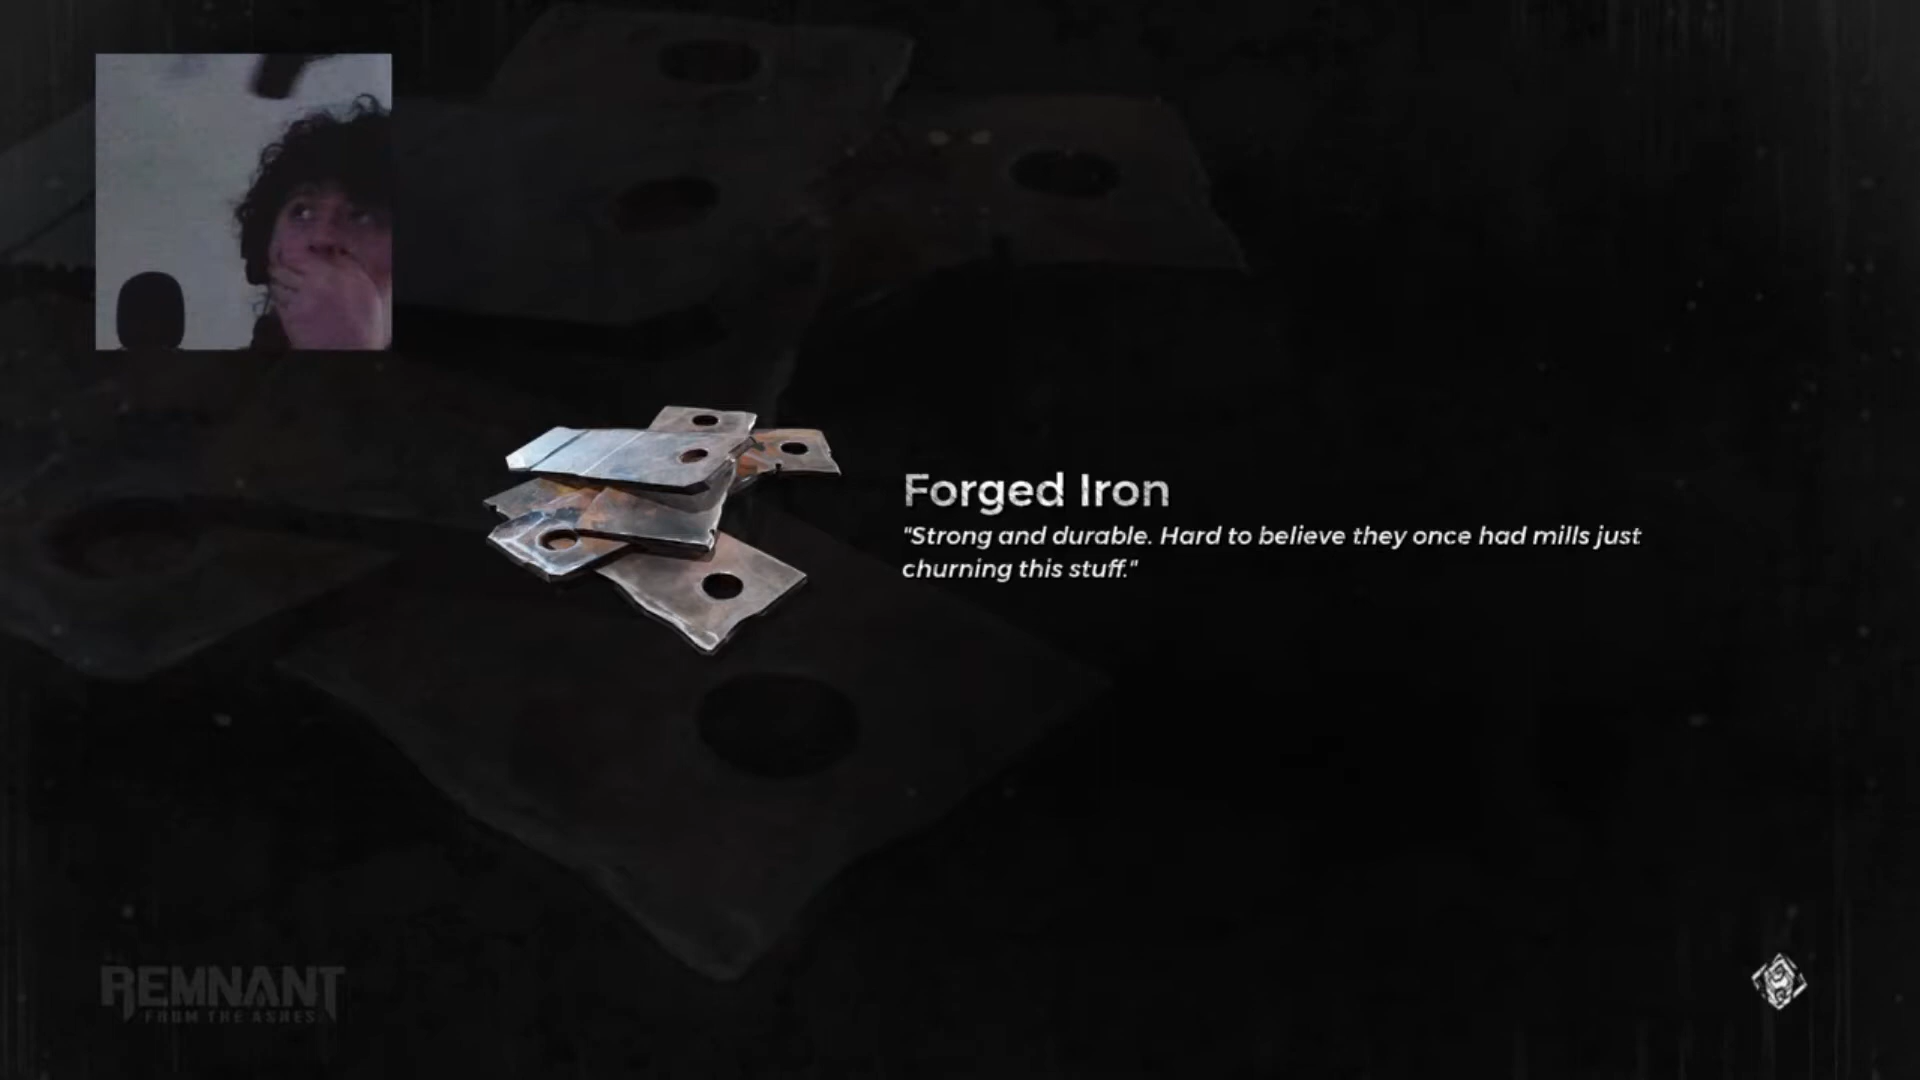 Forged Iron
"Strong and durable. Hard to believe they once had mills just
churning this stuff."
REMNANT
FROM THE ASHES